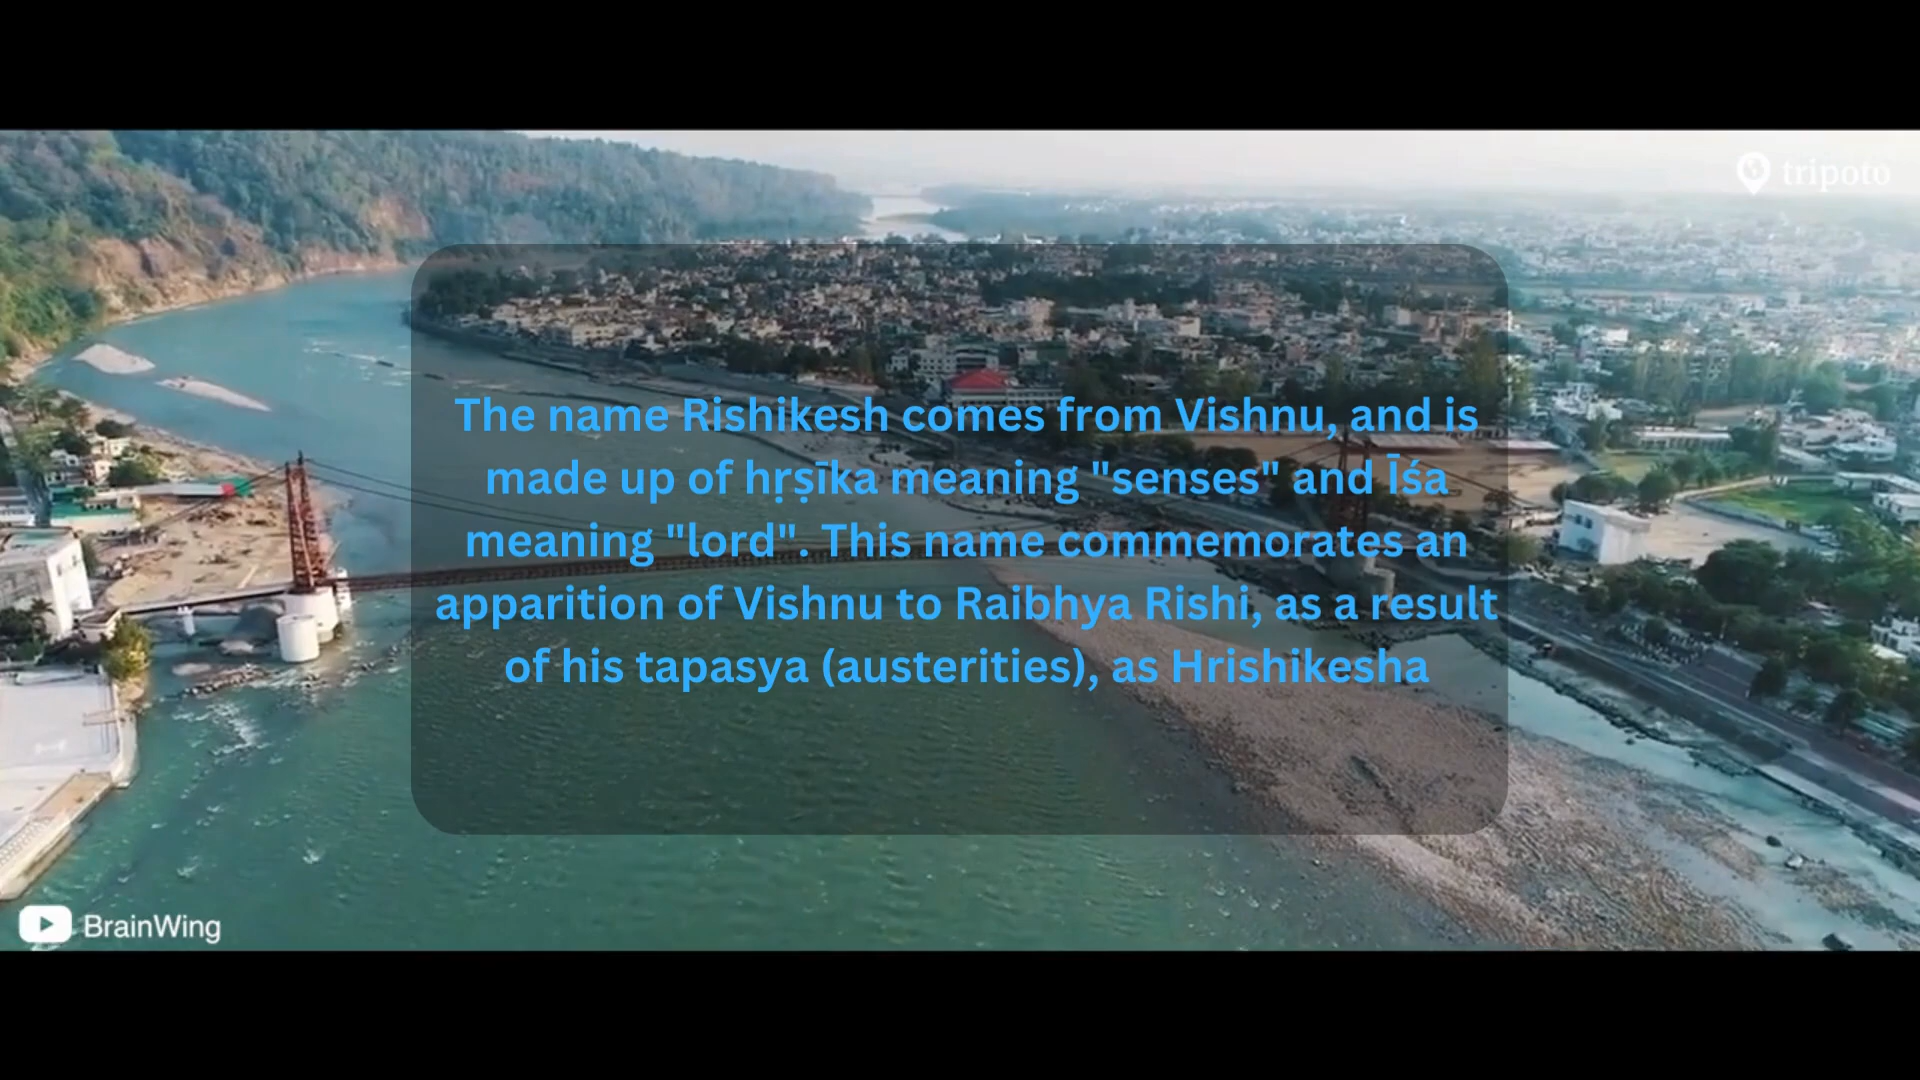 tripoto
The name Rishikesh comes from Vishnu, and is
made up of hṛṣīka meaning "senses" and Īśa
meaning "lord". This name commemorates an
apparition of Vishnu to Raibhya Rishi, as a result
of his tapasya (austerities), as Hrishikesha
BrainWing